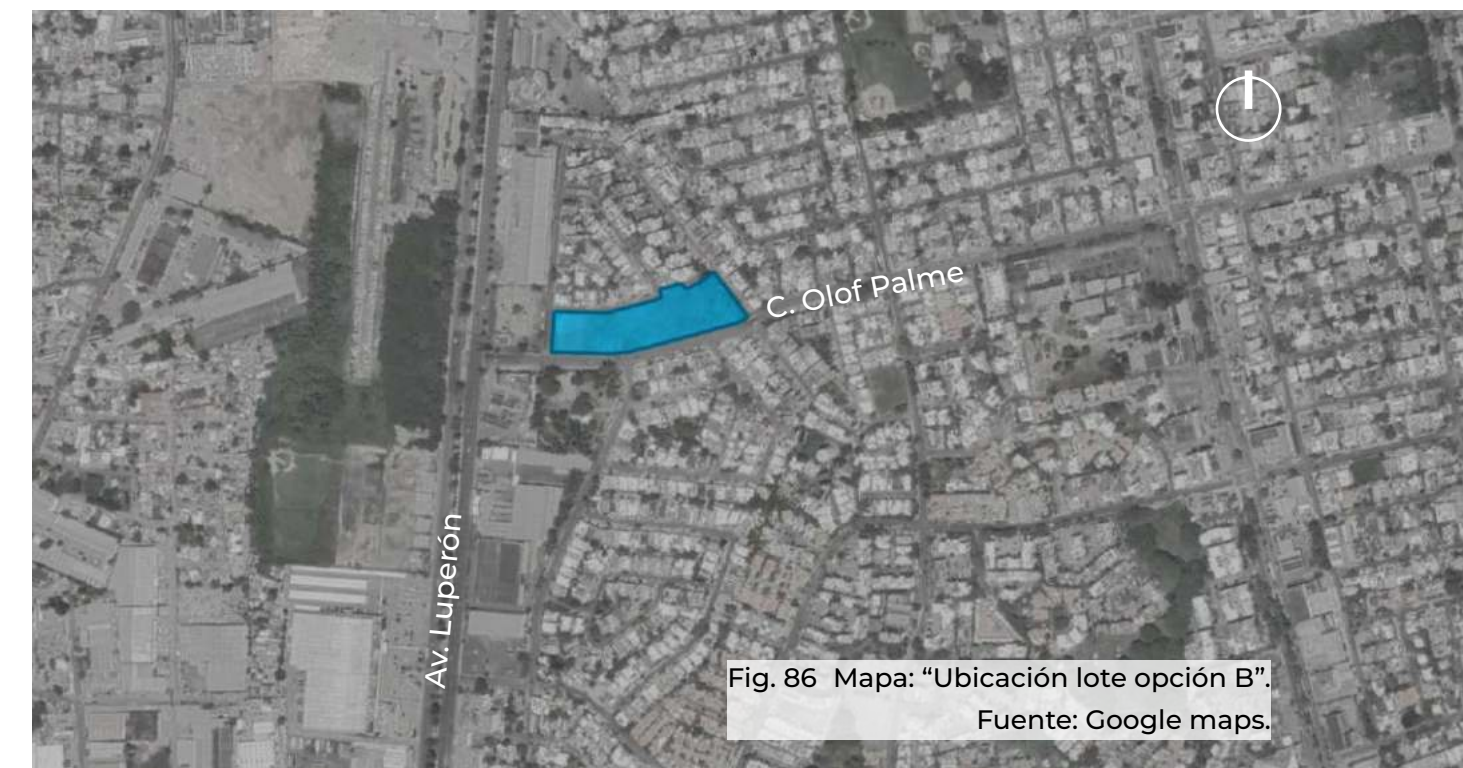 C. Olof Palme
Av. Luperón
Fig. 86 Mapa: “Ubicación lote opción B”.
Fuente: Google maps.